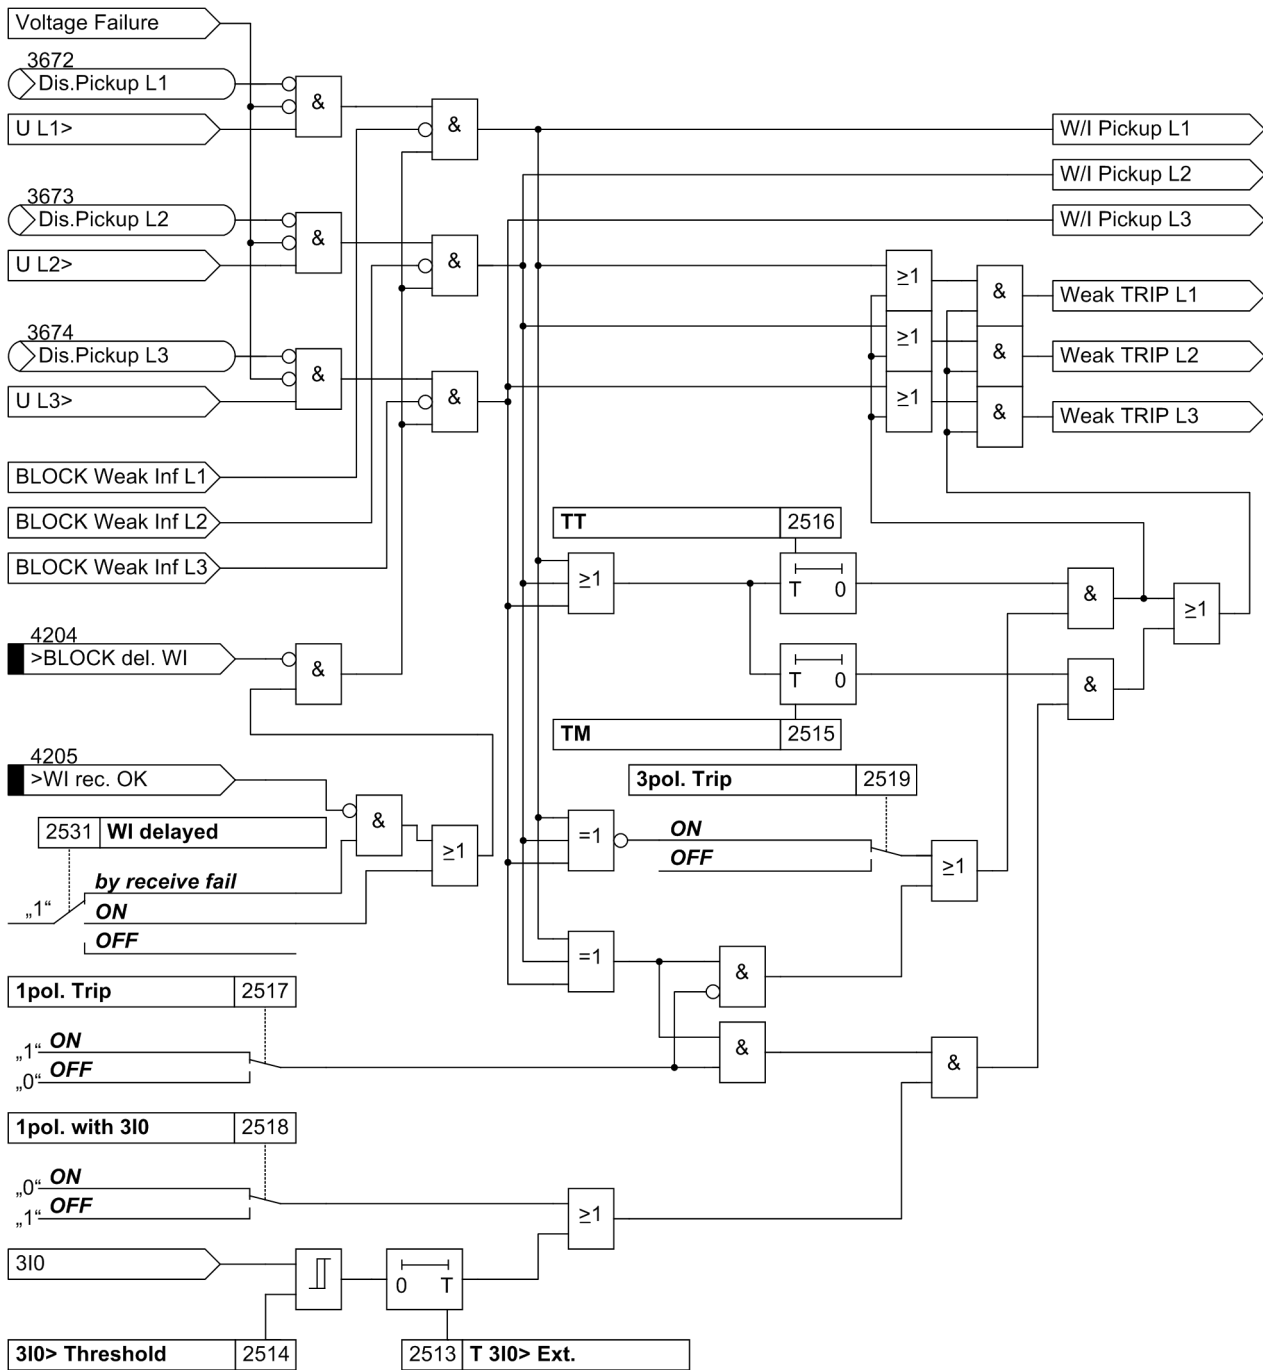 Voltage Failure
3672
Dis.Pickup L1
U L1>
&
&
W/I Pickup L1
W/I Pickup L2
W/I Pickup L3
3673
Dis.Pickup L2
U L2>
&
&
≥1
&
Weak TRIP L1
≥1
&
Weak TRIP L2
3674
Dis.Pickup L3
U L3>
&
&
≥1
&
Weak TRIP L3
BLOCK Weak Inf L1
BLOCK Weak Inf L2
BLOCK Weak Inf L3
TT 2516
≥1
T 0
&
≥1
4204
>BLOCK del. WI
&
T 0
&
TM 2515
4205
>WI rec. OK
&
≥1
2531 WI delayed
by receive fail
„1“
ON
OFF
3pol. Trip 2519
=1
ON
OFF
≥1
=1
&
1pol. Trip 2517
„1“ ON
„0“ OFF
&
&
1pol. with 3I0 2518
„0“ ON
„1“ OFF
≥1
3I0
0 T
3I0> Threshold 2514
2513 T 3I0> Ext.